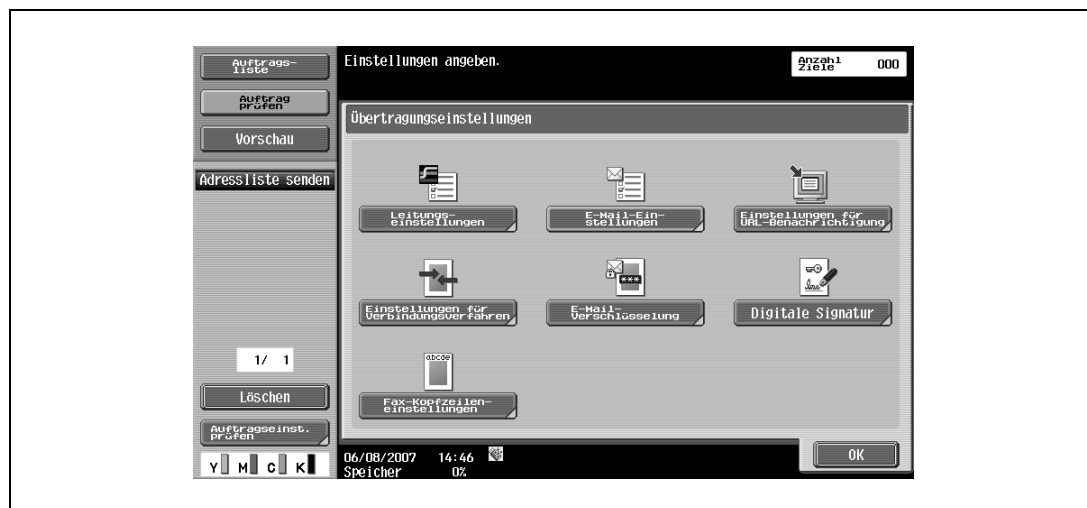 Auftrags-
liste
Auftrag
prüfen
Vorschau
Adressliste senden
1/ 1
Löschen
Auftragseinst.
prüfen
Y M C K
Einstellungen angeben.
Anzahl
Ziele 000
Übertragungseinstellungen
Leitungs-
einstellungen
E-Mail-Ein-
stellungen
Einstellungen für
URL-Benachrichtigung
Einstellungen für
Verbindungsverfahren
E-Mail-
Verschlüsselung
Digitale Signatur
abcde
Fax-Kopfzeilen-
einstellungen
06/08/2007 14:46
Speicher 0%
OK